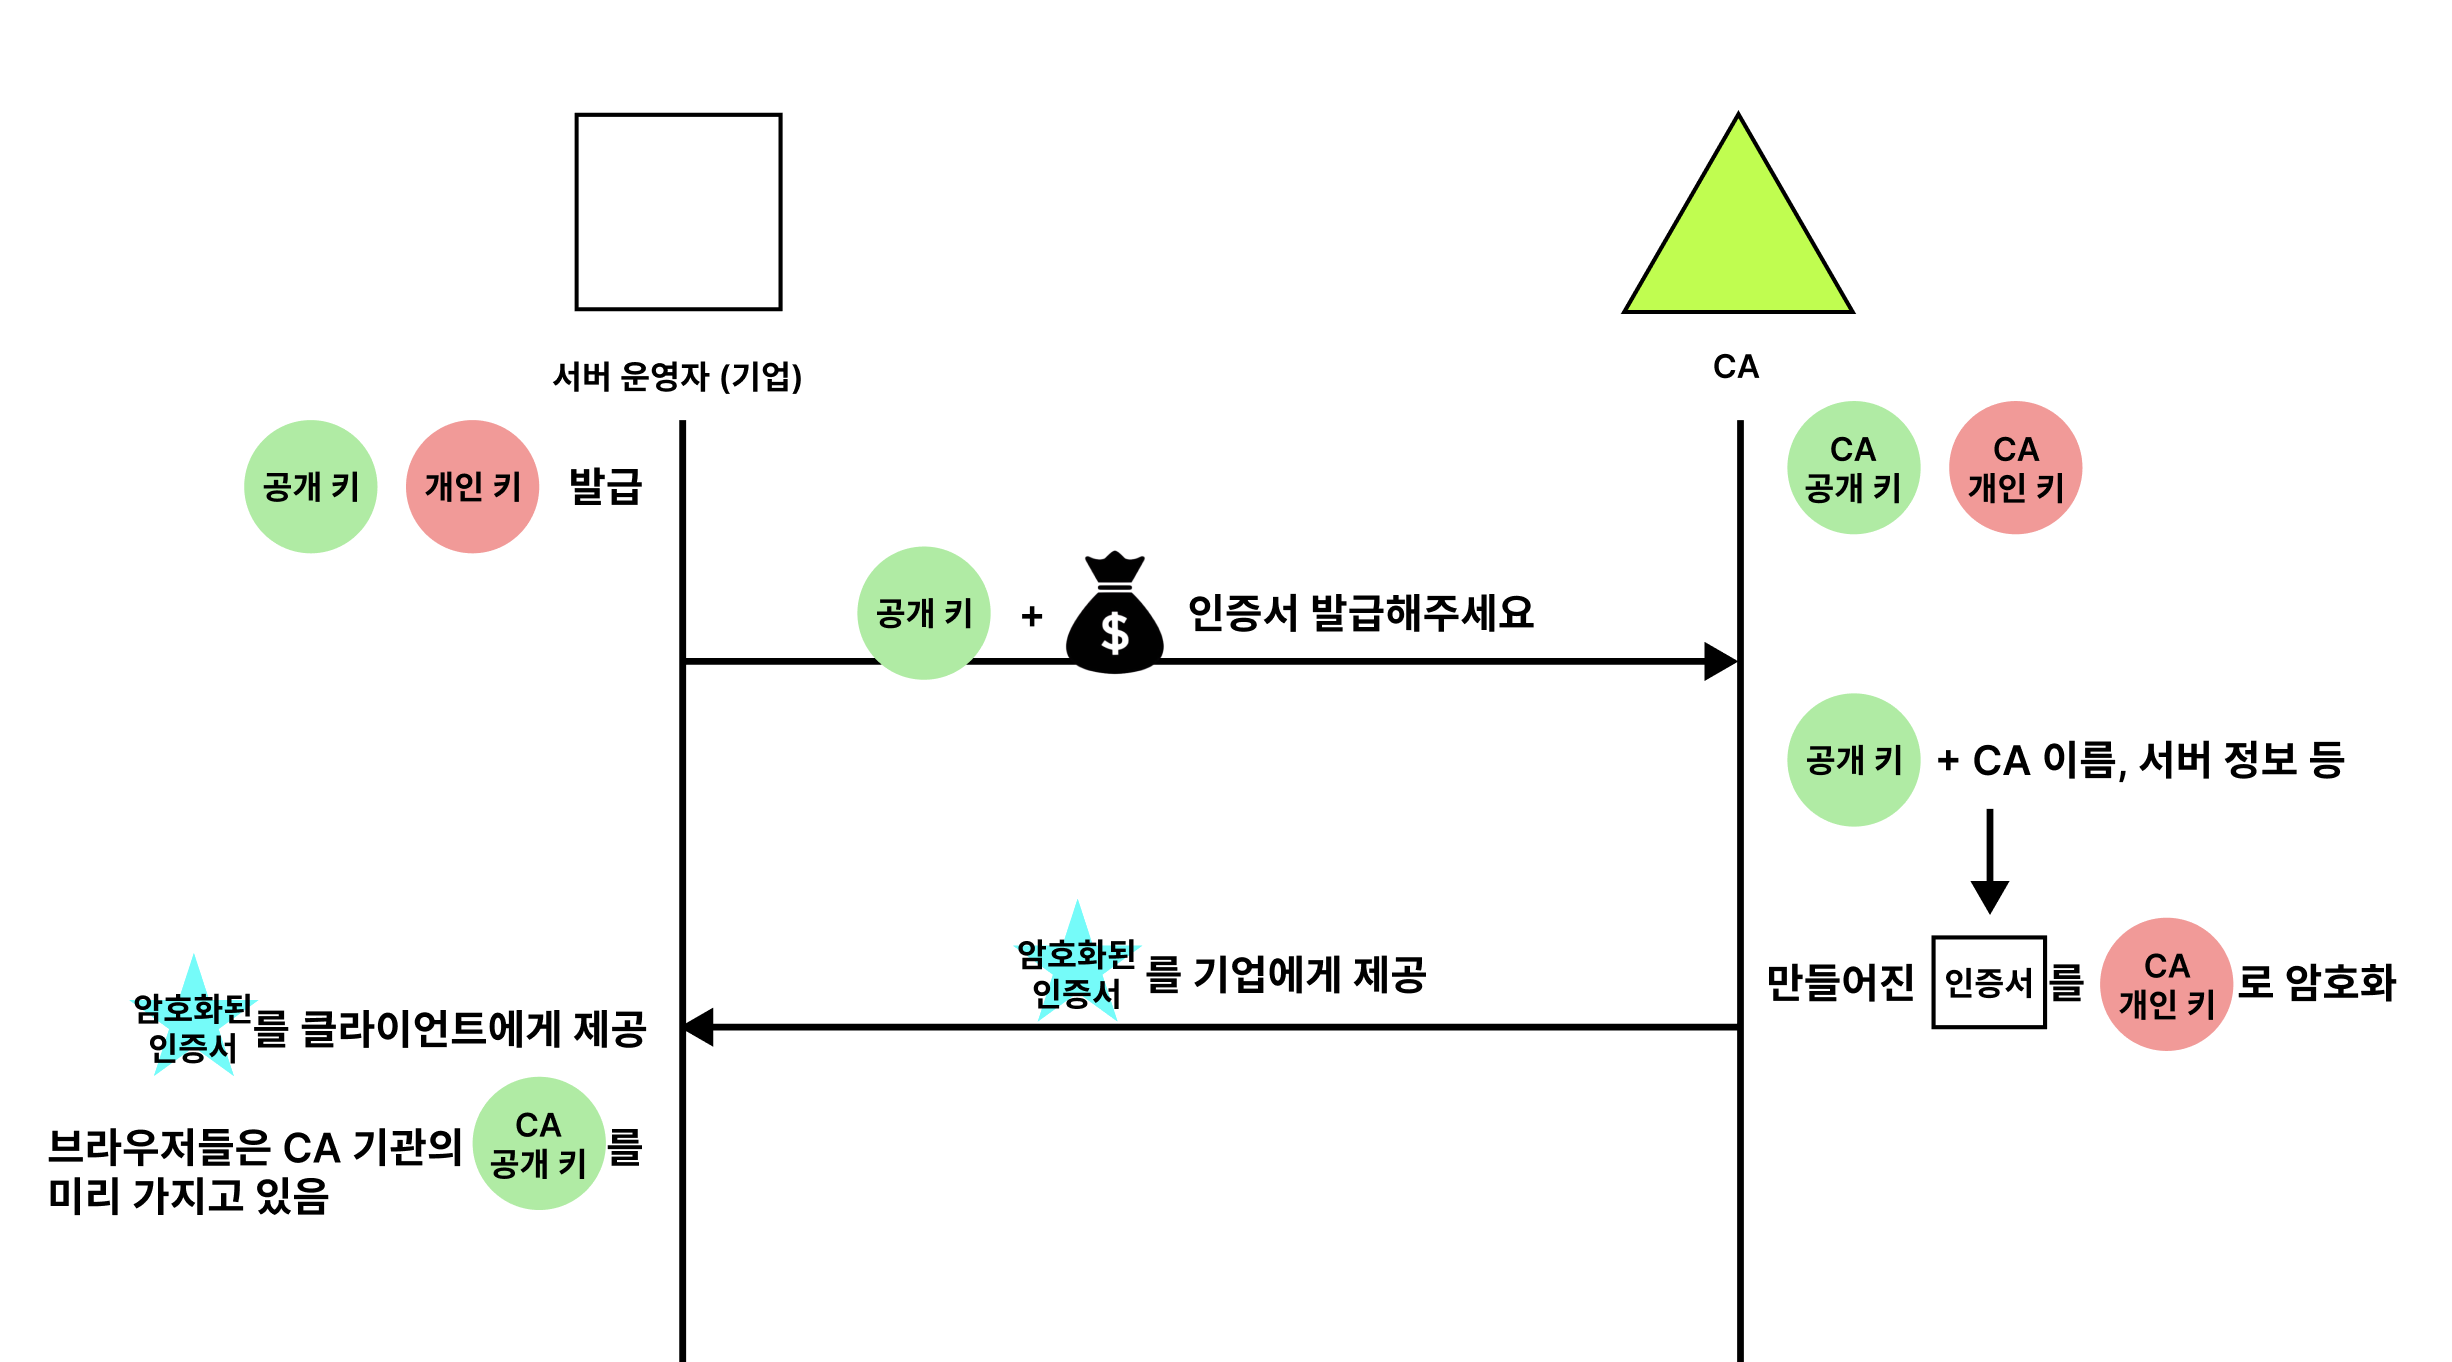 서버 운영자 (기업)
CA
공개 키
개인 키
발급
CA
공개 키
CA
개인 키
공개 키
+
$
인증서 발급해주세요
공개 키
+ CA 이름, 서버 정보 등
만들어진
인증서
를
CA
개인 키
로 암호화
암호화된
인증서
를 기업에게 제공
암호화된
인증서
를 클라이언트에게 제공
브라우저들은 CA 기관의
CA
공개 키
를
미리 가지고 있음